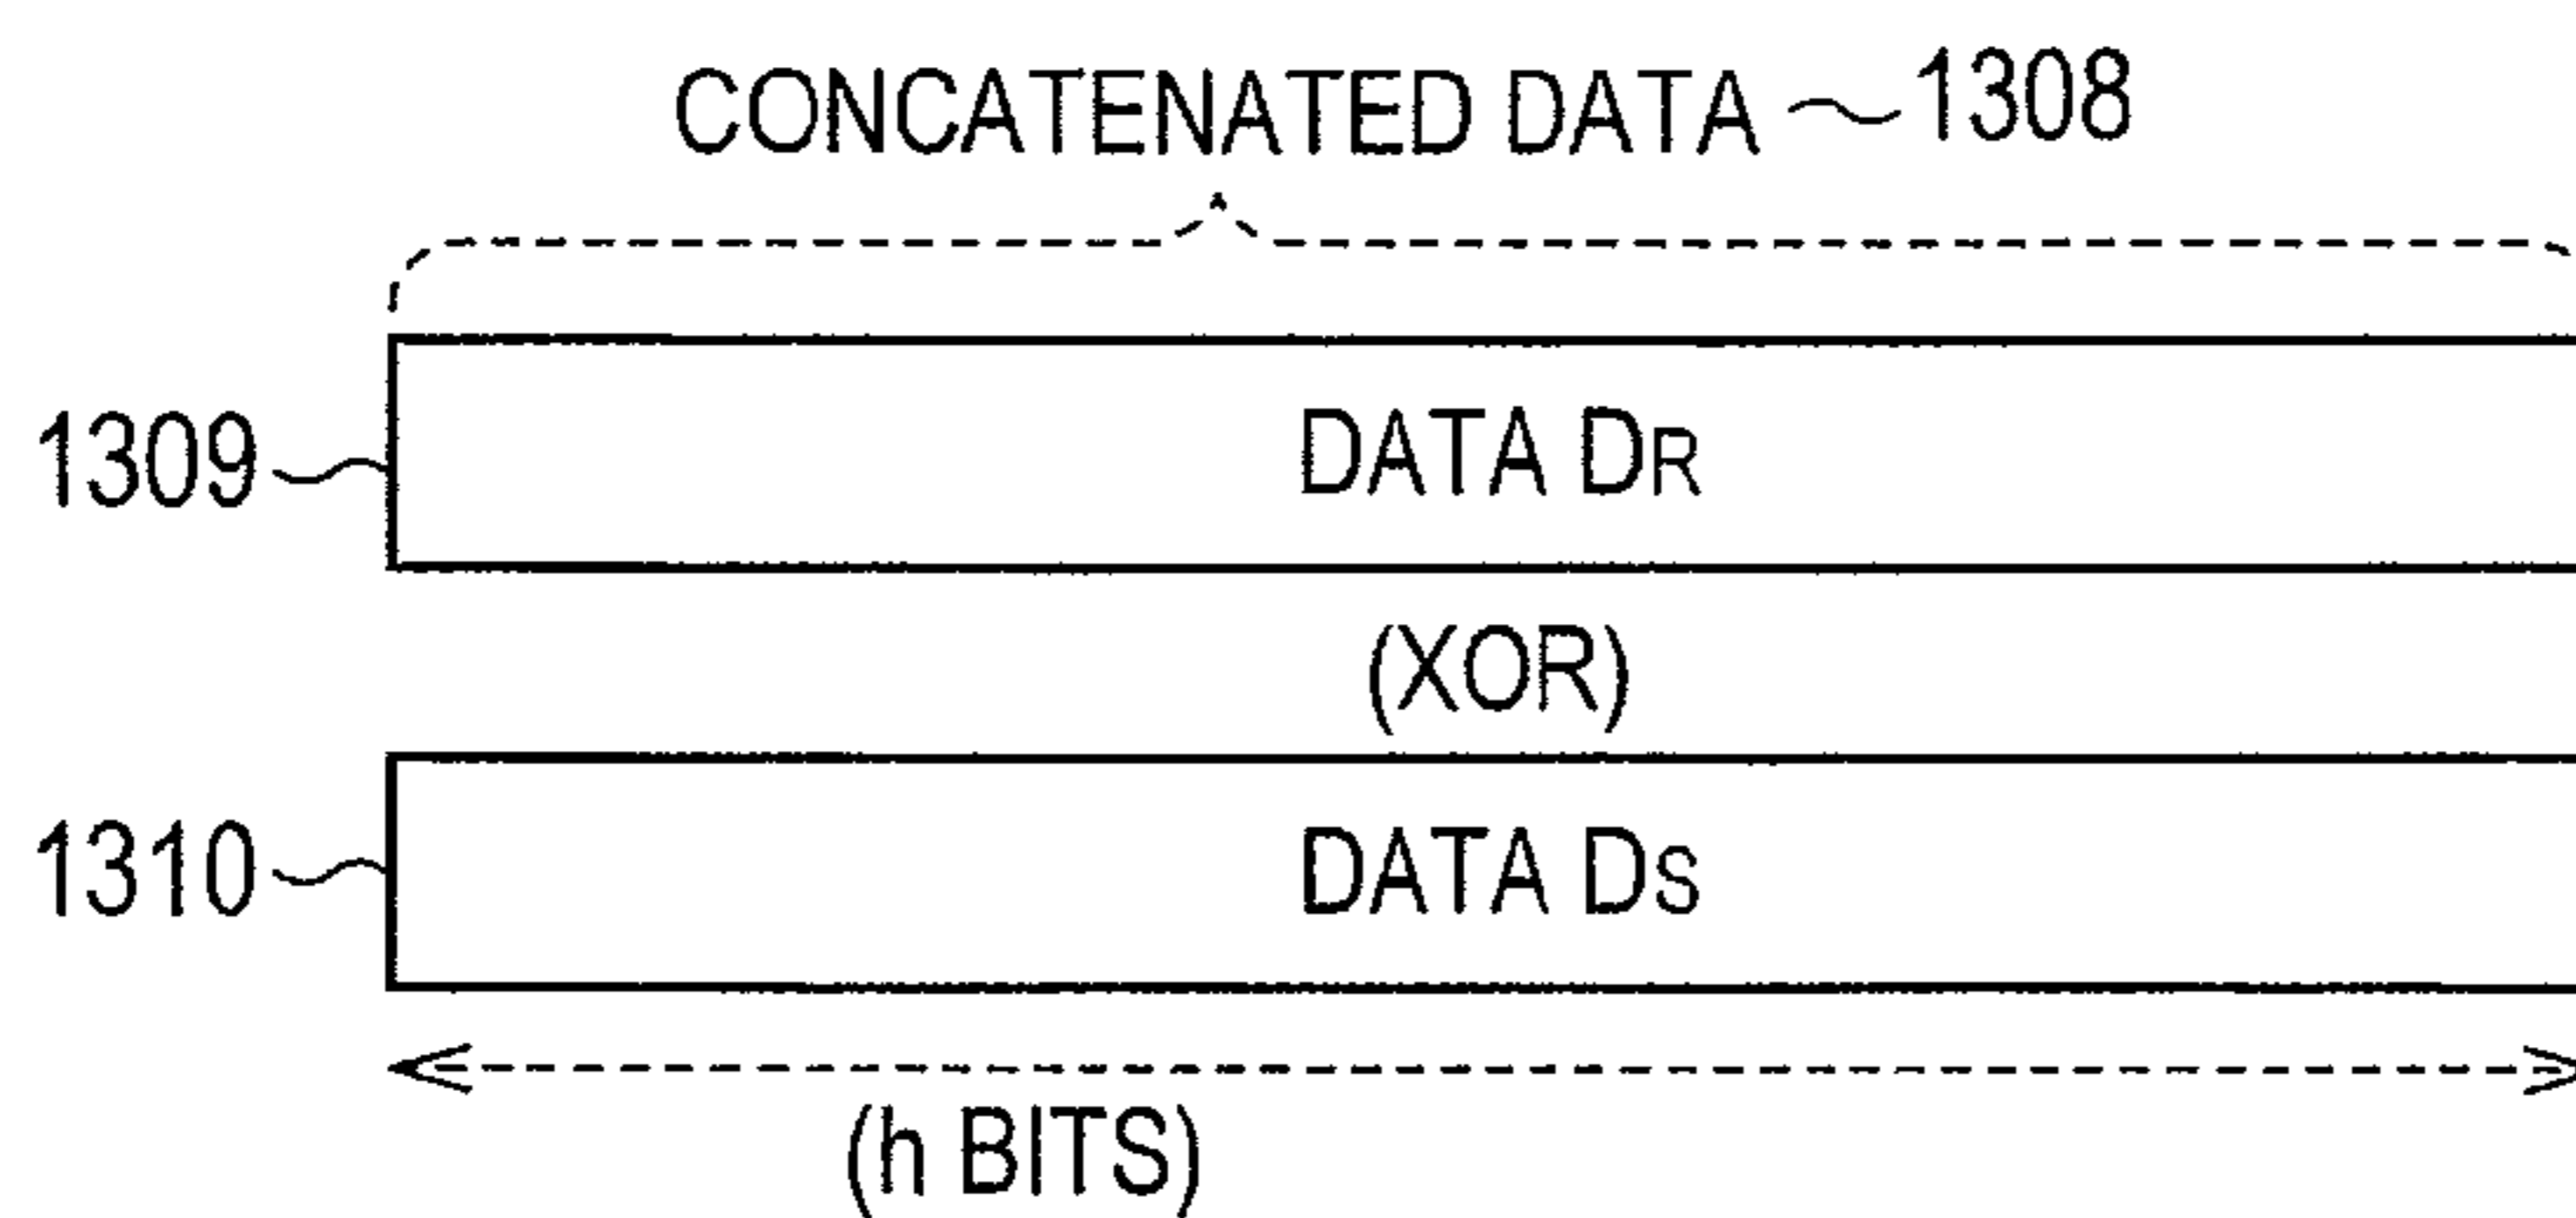 CONCATENATED DATA 1308
1309 DATA DR
(XOR)
1310 DATA DS
(h BITS)